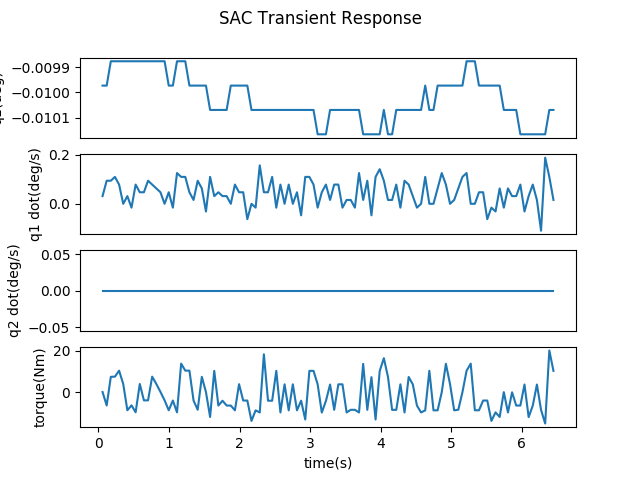 SAC Transient Response
−0.0099
−0.0100
−0.0101
0.2
0.0
q1 dot(deg/s)
0.05
0.00
−0.05
q2 dot(deg/s)
20
0
torque(Nm)
0 1 2 3 4 5 6
time(s)